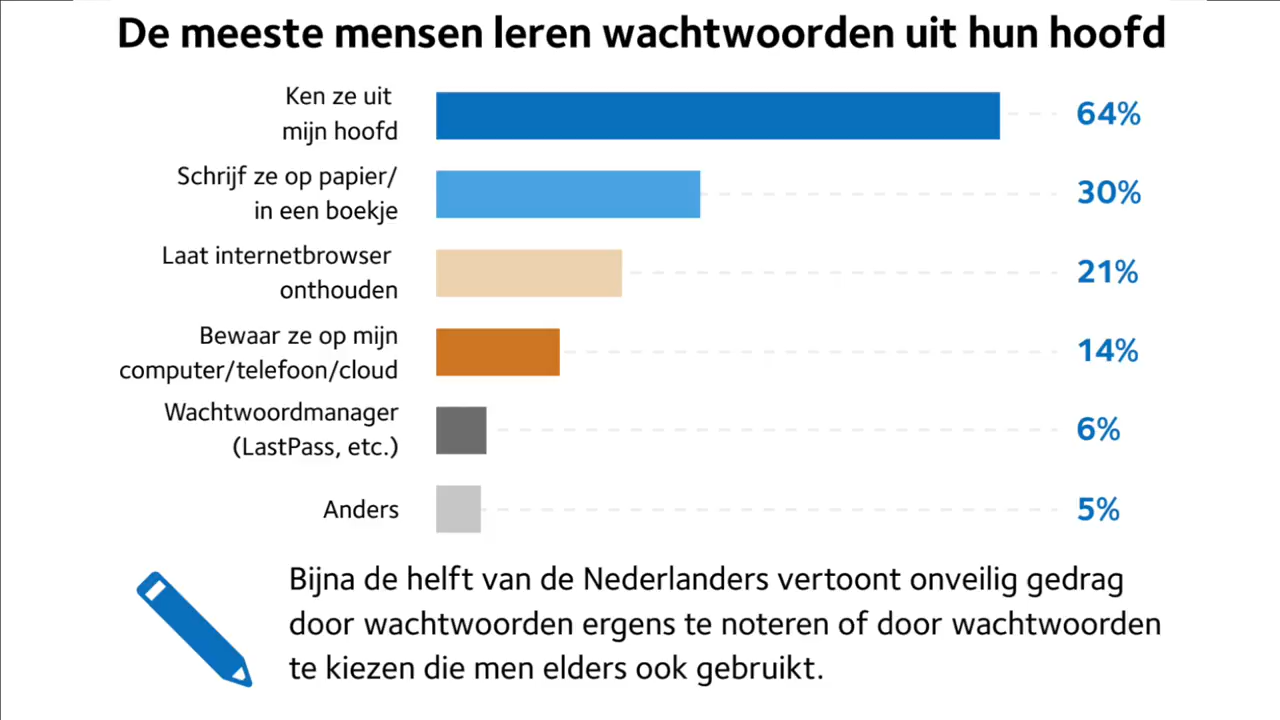 De meeste mensen leren wachtwoorden uit hun hoofd
Ken ze uit
mijn hoofd
64%
Schrijf ze op papier/
in een boekje
30%
Laat internetbrowser
onthouden
21%
Bewaar ze op mijn
computer/telefoon/cloud
14%
Wachtwoordmanager
(LastPass, etc.)
6%
Anders
5%
Bijna de helft van de Nederlanders vertoont onveilig gedrag
door wachtwoorden ergens te noteren of door wachtwoorden
te kiezen die men elders ook gebruikt.